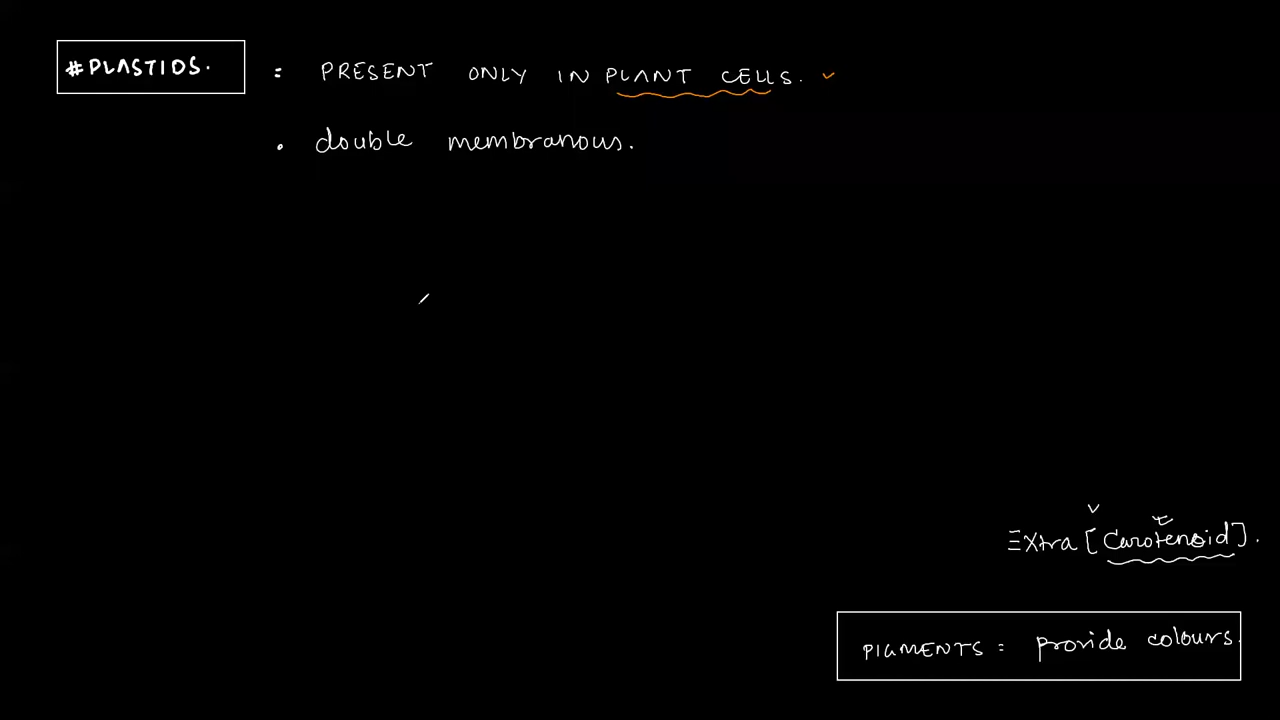 #PLASTIDS. : PRESENT ONLY IN PLANT CELLS.
• double membranous.
Extra [Carotenoid].
PIGMENTS = provide colours.